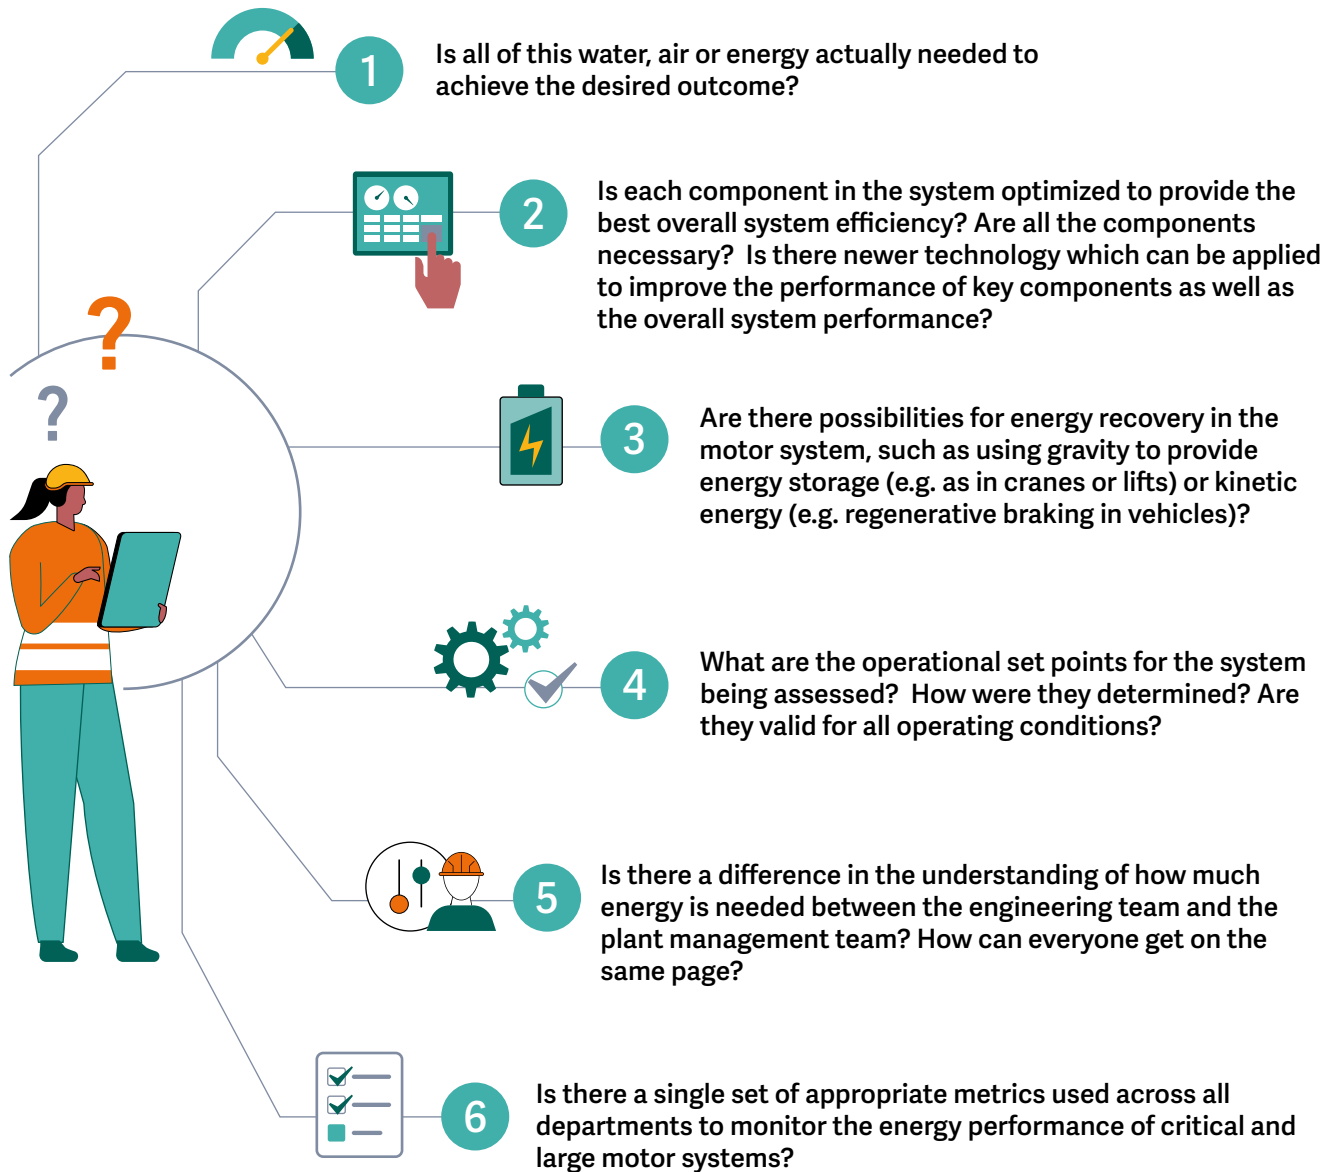 ?
?
1
Is all of this water, air or energy actually needed to
achieve the desired outcome?
2
Is each component in the system optimized to provide the
best overall system efficiency? Are all the components
necessary?  Is there newer technology which can be applied
to improve the performance of key components as well as
the overall system performance?
3
Are there possibilities for energy recovery in the
motor system, such as using gravity to provide
energy storage (e.g. as in cranes or lifts) or kinetic
energy (e.g. regenerative braking in vehicles)?
4
What are the operational set points for the system
being assessed?  How were they determined? Are
they valid for all operating conditions?
5
Is there a difference in the understanding of how much
energy is needed between the engineering team and the
plant management team? How can everyone get on the
same page?
6
Is there a single set of appropriate metrics used across all
departments to monitor the energy performance of critical and
large motor systems?